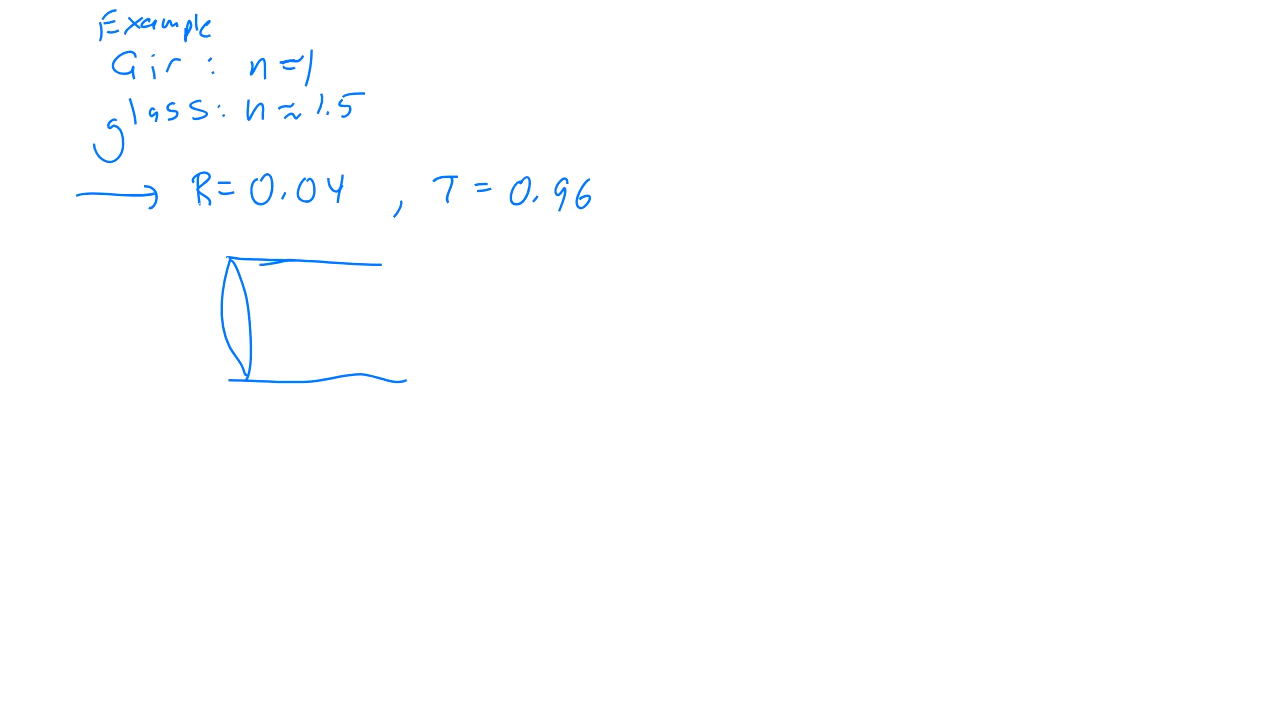 Example
Air: n ≈ 1
glass: n ≈ 1.5
→ R = 0.04, T = 0.96